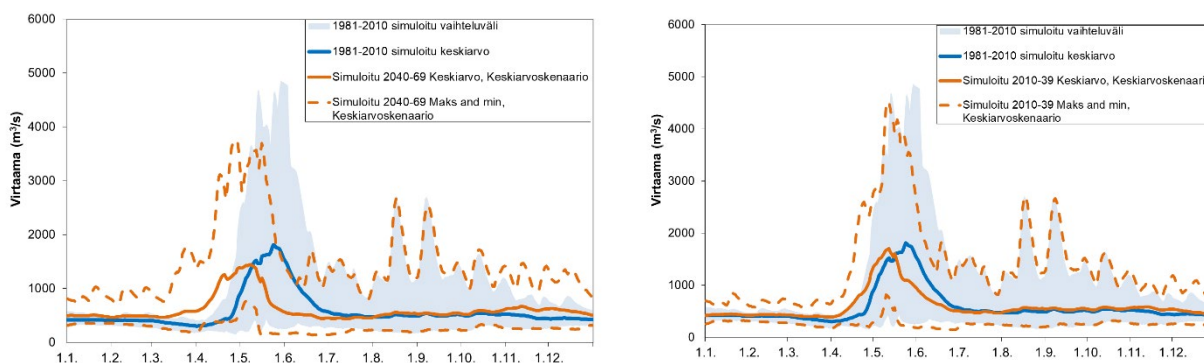 6000
5000
4000
3000
2000
1000
0
Virtaama (m³/s)
1981-2010 simuloitu vaihteluväli
1981-2010 simuloitu keskiarvo
Simuloitu 2040-69 Keskiarvo, Keskiarvoskenaario
Simuloitu 2040-69 Maks and min,
Keskiarvoskenaario
1.1. 1.2. 1.3. 1.4. 1.5. 1.6. 1.7. 1.8. 1.9. 1.10. 1.11. 1.12.
6000
5000
4000
3000
2000
1000
0
Virtaama (m³/s)
1981-2010 simuloitu vaihteluväli
1981-2010 simuloitu keskiarvo
Simuloitu 2010-39 Keskiarvo, Keskiarvoskenaario
Simuloitu 2010-39 Maks and min,
Keskiarvoskenaario
1.1. 1.2. 1.3. 1.4. 1.5. 1.6. 1.7. 1.8. 1.9. 1.10. 1.11. 1.12.